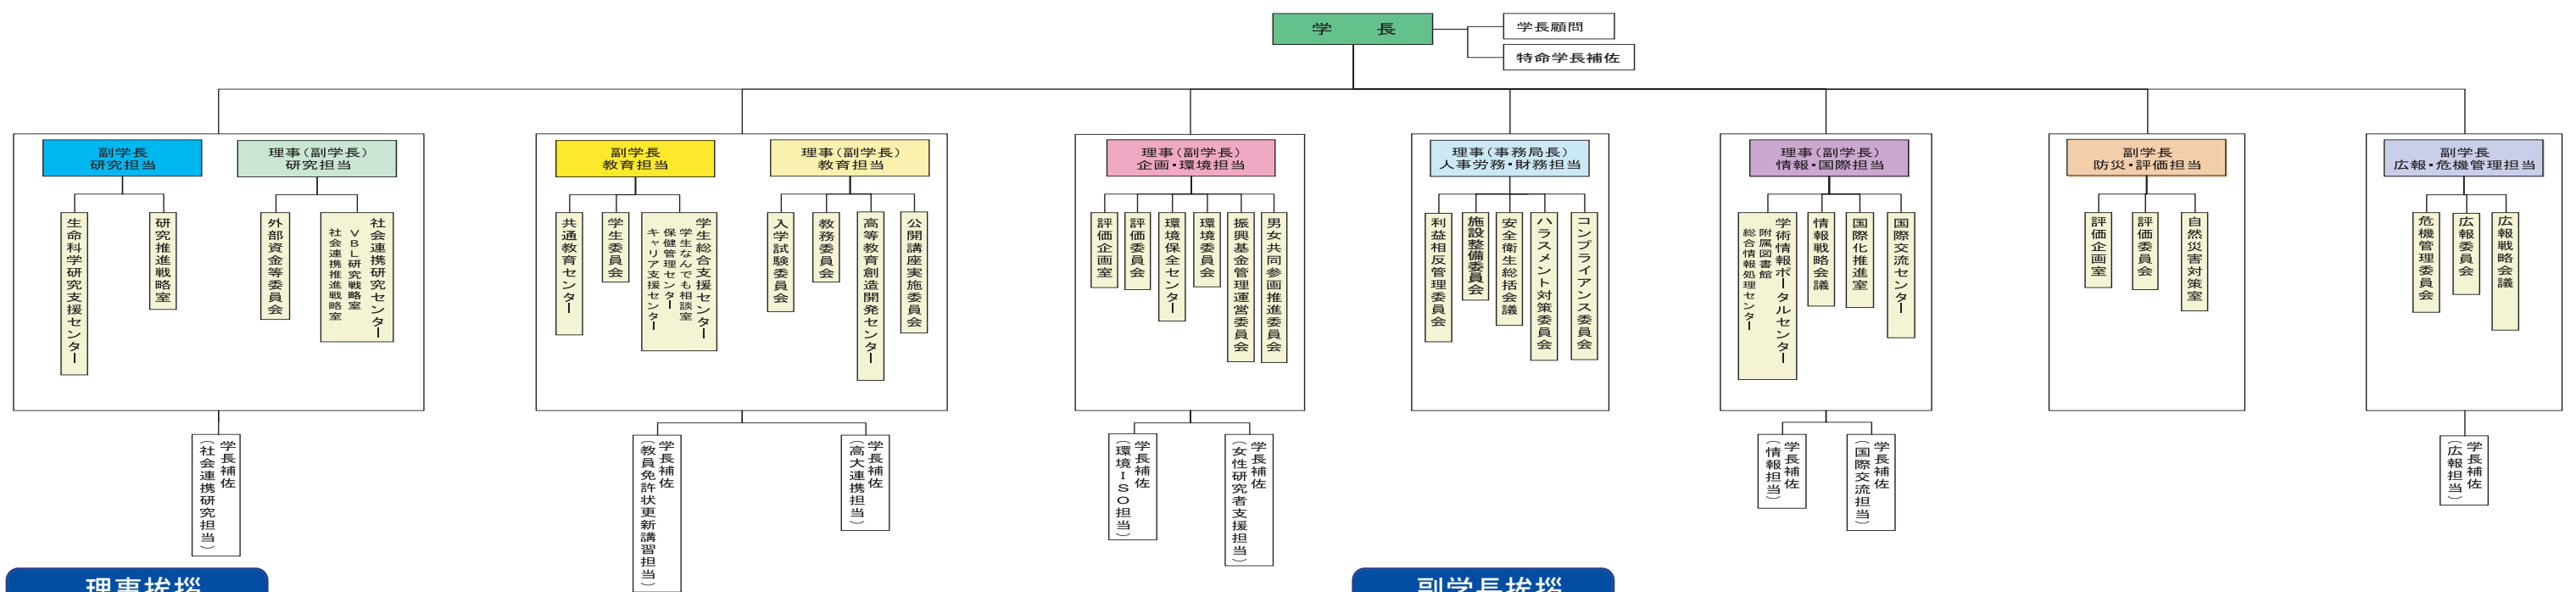 学　長
学長顧問
特命学長補佐
副学長
研究担当
生命科学研究支援センター
研究推進戦略室
理事（副学長）
研究担当
外部資金等委員会
社会連携研究センター
ＶＢＬ研究戦略室
社会連携推進戦略室
学長補佐
（社会連携研究担当）
副学長
教育担当
共通教育センター
学生委員会
学生総合支援センター
学生なんでも相談室
保健管理センター
キャリア支援センター
理事（副学長）
教育担当
入学試験委員会
教務委員会
高等教育創造開発センター
公開講座実施委員会
学長補佐
（教員免許状更新講習担当）
学長補佐
（高大連携担当）
理事（副学長）
企画・環境担当
評価企画室
評価委員会
環境保全センター
環境委員会
振興基金管理運営委員会
男女共同参画推進委員会
学長補佐
（環境ＩＳＯ担当）
学長補佐
（女性研究者支援担当）
理事（事務局長）
人事労務・財務担当
利益相反管理委員会
施設整備委員会
安全衛生総括会議
ハラスメント対策委員会
コンプライアンス委員会
理事（副学長）
情報・国際担当
学術情報ポータルセンター
附属図書館
総合情報処理センター
情報戦略会議
国際化推進室
国際交流センター
学長補佐
（情報担当）
学長補佐
（国際交流担当）
副学長
防災・評価担当
評価企画室
評価委員会
自然災害対策室
副学長
広報・危機管理担当
危機管理委員会
広報委員会
広報戦略会議
学長補佐
（広報担当）
理事挨拶
副学長挨拶